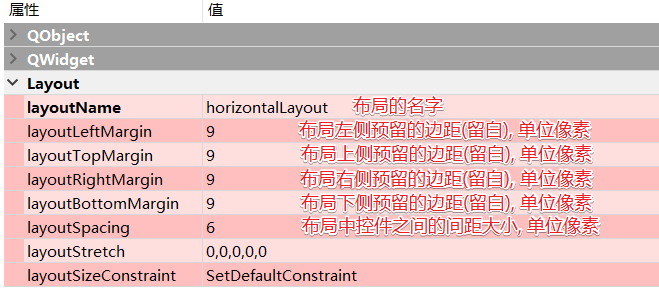 属性 值
QObject
QWidget
Layout
layoutName horizontalLayout 布局的名字
layoutLeftMargin 9 布局左侧预留的边距(留白), 单位像素
layoutTopMargin 9 布局上侧预留的边距(留白), 单位像素
layoutRightMargin 9 布局右侧预留的边距(留白), 单位像素
layoutBottomMargin 9 布局下侧预留的边距(留白), 单位像素
layoutSpacing 6 布局中控件之间的间距大小, 单位像素
layoutStretch 0,0,0,0,0
layoutSizeConstraint SetDefaultConstraint